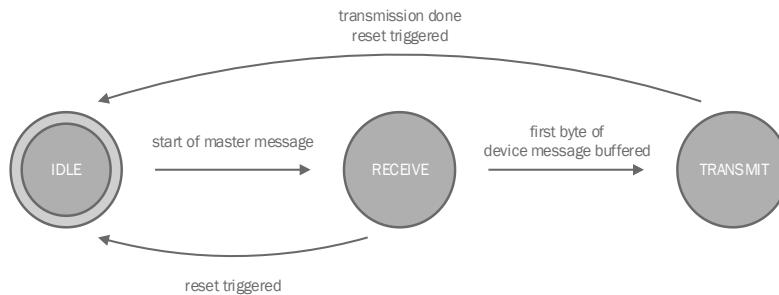 transmission done
reset triggered
IDLE
start of master message
RECEIVE
first byte of
device message buffered
TRANSMIT
reset triggered